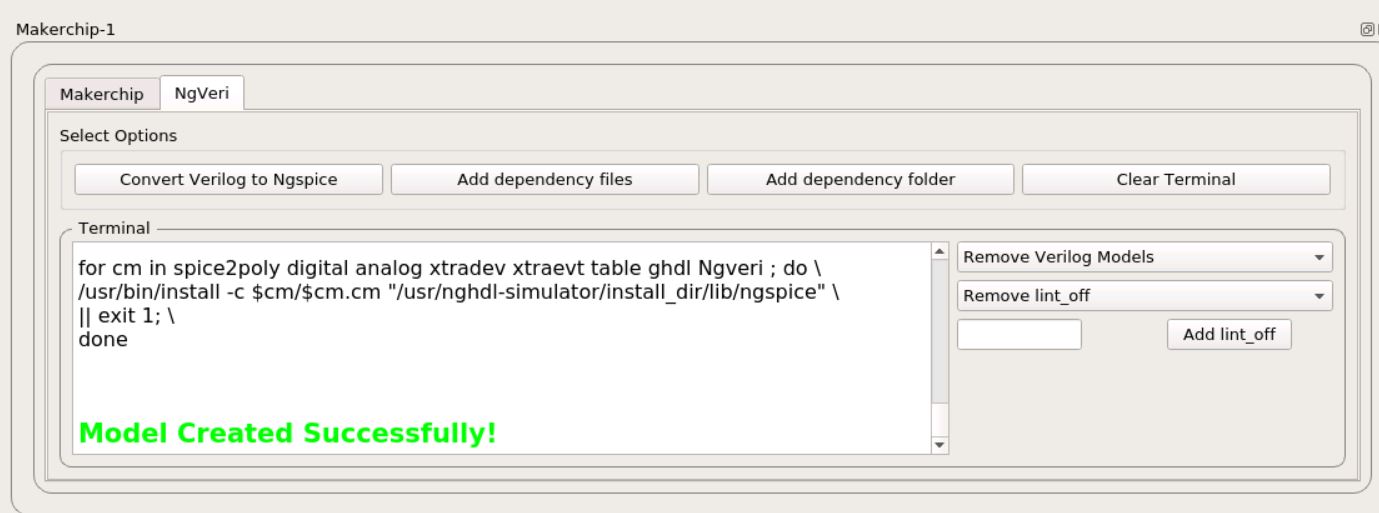 Makerchip-1
Makerchip NgVeri
Select Options
Convert Verilog to Ngspice Add dependency files Add dependency folder Clear Terminal
Terminal
for cm in spice2poly digital analog xtradev xtraevt table ghdl Ngveri ; do \
/usr/bin/install -c $cm/$cm.cm "/usr/nghdl-simulator/install_dir/lib/ngspice" \
|| exit 1; \
done
Model Created Successfully!
Remove Verilog Models
Remove lint_off
Add lint_off